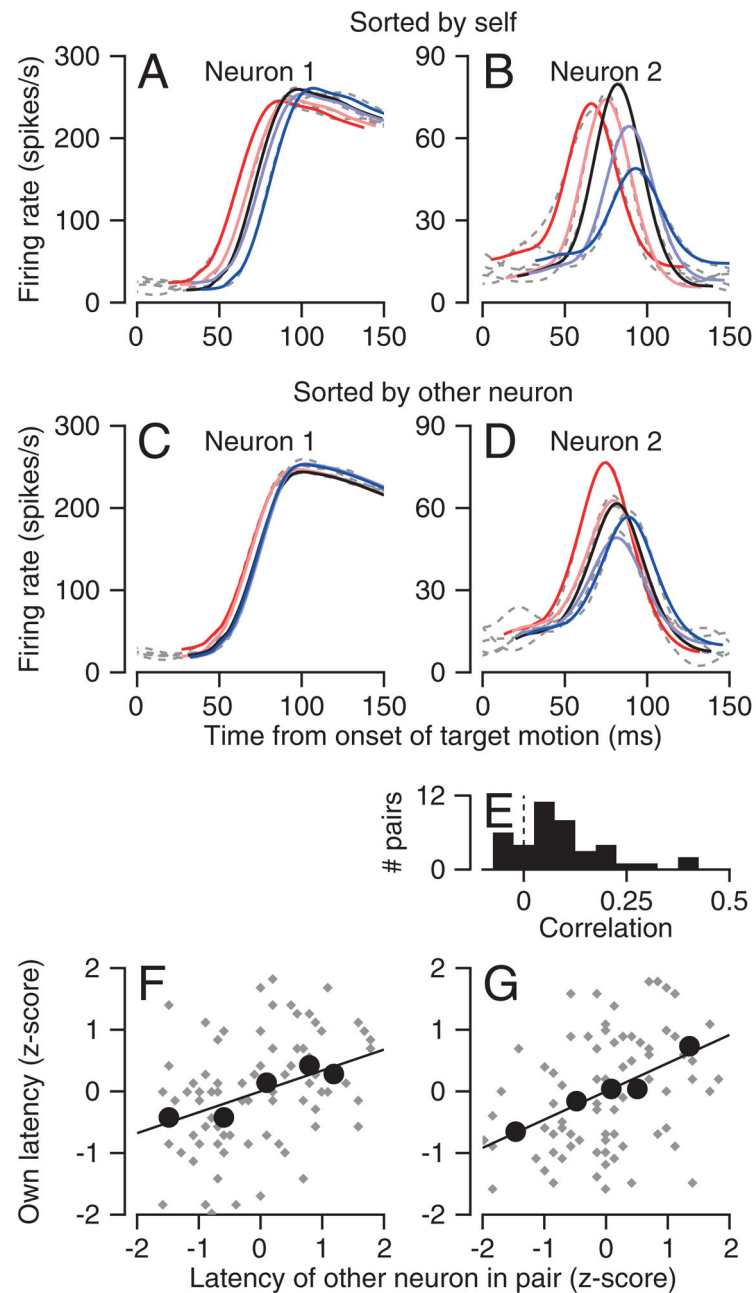 Sorted by self
A Neuron 1
B Neuron 2
Firing rate (spikes/s)
300
200
100
0
0 50 100 150
90
60
30
0
0 50 100 150
Sorted by other neuron
C Neuron 1
D Neuron 2
Firing rate (spikes/s)
300
200
100
0
0 50 100 150
90
60
30
0
0 50 100 150
Time from onset of target motion (ms)
E
# pairs
12
0
0 0.25 0.5
Correlation
F
G
Own latency (z-score)
2
1
0
-1
-2
-2 -1 0 1 2
2
1
0
-1
-2
-2 -1 0 1 2
Latency of other neuron in pair (z-score)